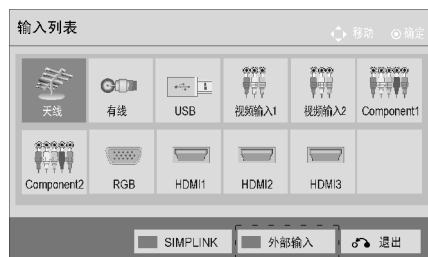 输入列表
移动 ◎确定
天线 有线 USB 视频输入1 视频输入2 Component1
Component2 RGB HDMI1 HDMI2 HDMI3
SIMPLINK 外部输入 退出